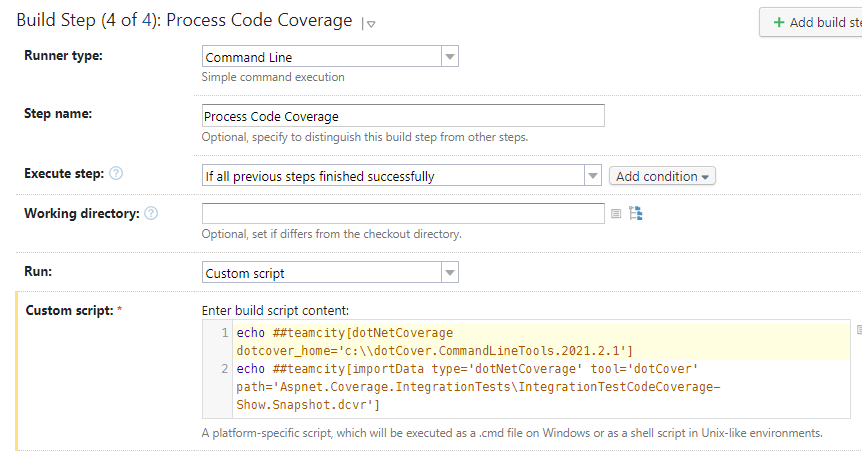 Build Step (4 of 4): Process Code Coverage
+ Add build ste
Runner type: Command Line
Simple command execution
Step name: Process Code Coverage
Optional, specify to distinguish this build step from other steps.
Execute step: ? If all previous steps finished successfully Add condition
Working directory: ?
Optional, set if differs from the checkout directory.
Run: Custom script
Custom script: * Enter build script content:
1 echo ##teamcity[dotNetCoverage
dotcover_home='c:\\dotCover.CommandLineTools.2021.2.1']
2 echo ##teamcity[importData type='dotNetCoverage' tool='dotCover'
path='Aspnet.Coverage.IntegrationTests\IntegrationTestCodeCoverage-
Show.Snapshot.dcvr']
A platform-specific script, which will be executed as a .cmd file on Windows or as a shell script in Unix-like environments.